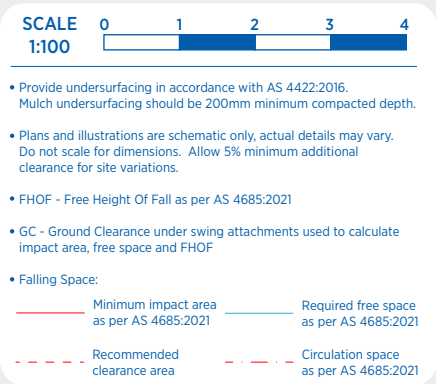 SCALE
1:100
0 1 2 3 4
• Provide undersurfacing in accordance with AS 4422:2016.
Mulch undersurfacing should be 200mm minimum compacted depth.
• Plans and illustrations are schematic only, actual details may vary.
Do not scale for dimensions. Allow 5% minimum additional
clearance for site variations.
• FHOF - Free Height Of Fall as per AS 4685:2021
• GC - Ground Clearance under swing attachments used to calculate
impact area, free space and FHOF
• Falling Space:
Minimum impact area
as per AS 4685:2021
Required free space
as per AS 4685:2021
Recommended
clearance area
Circulation space
as per AS 4685:2021